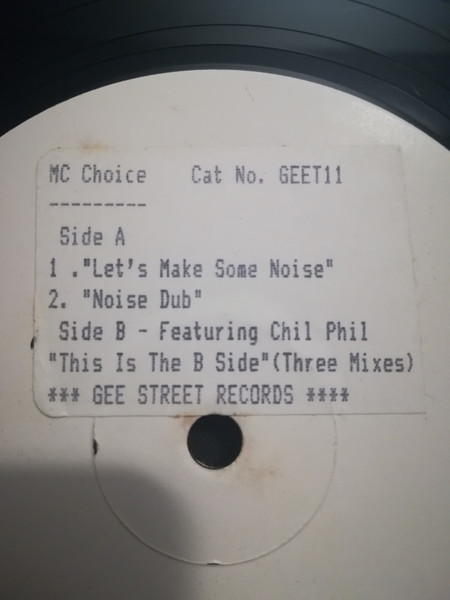 MC Choice Cat No. GEET11
---------
Side A
1 ."Let's Make Some Noise"
2. "Noise Dub"
Side B - Featuring Chil Phil
"This Is The B Side"(Three Mixes)
*** GEE STREET RECORDS ****